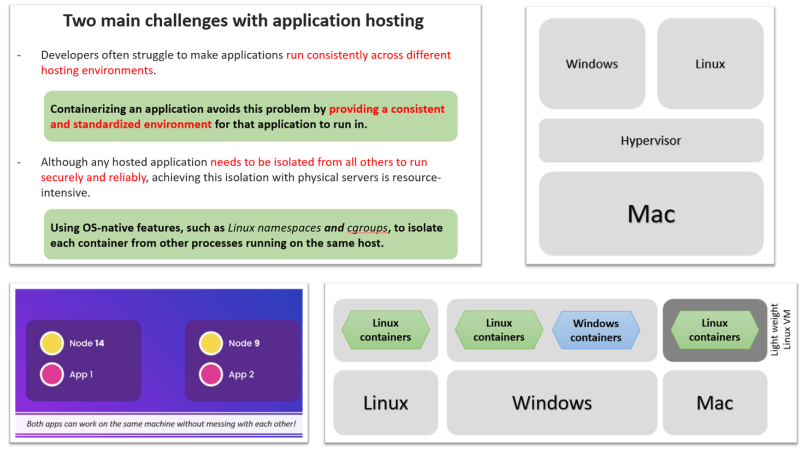 Two main challenges with application hosting
- Developers often struggle to make applications run consistently across different
hosting environments.
Containerizing an application avoids this problem by providing a consistent
and standardized environment for that application to run in.
- Although any hosted application needs to be isolated from all others to run
securely and reliably, achieving this isolation with physical servers is resource-
intensive.
Using OS-native features, such as Linux namespaces and cgroups, to isolate
each container from other processes running on the same host.
Windows
Linux
Hypervisor
Mac
Node 14
App 1
Node 9
App 2
Both apps can work on the same machine without messing with each other!
Linux
containers
Linux
containers
Windows
containers
Linux
containers
Light weight
Linux VM
Linux
Windows
Mac